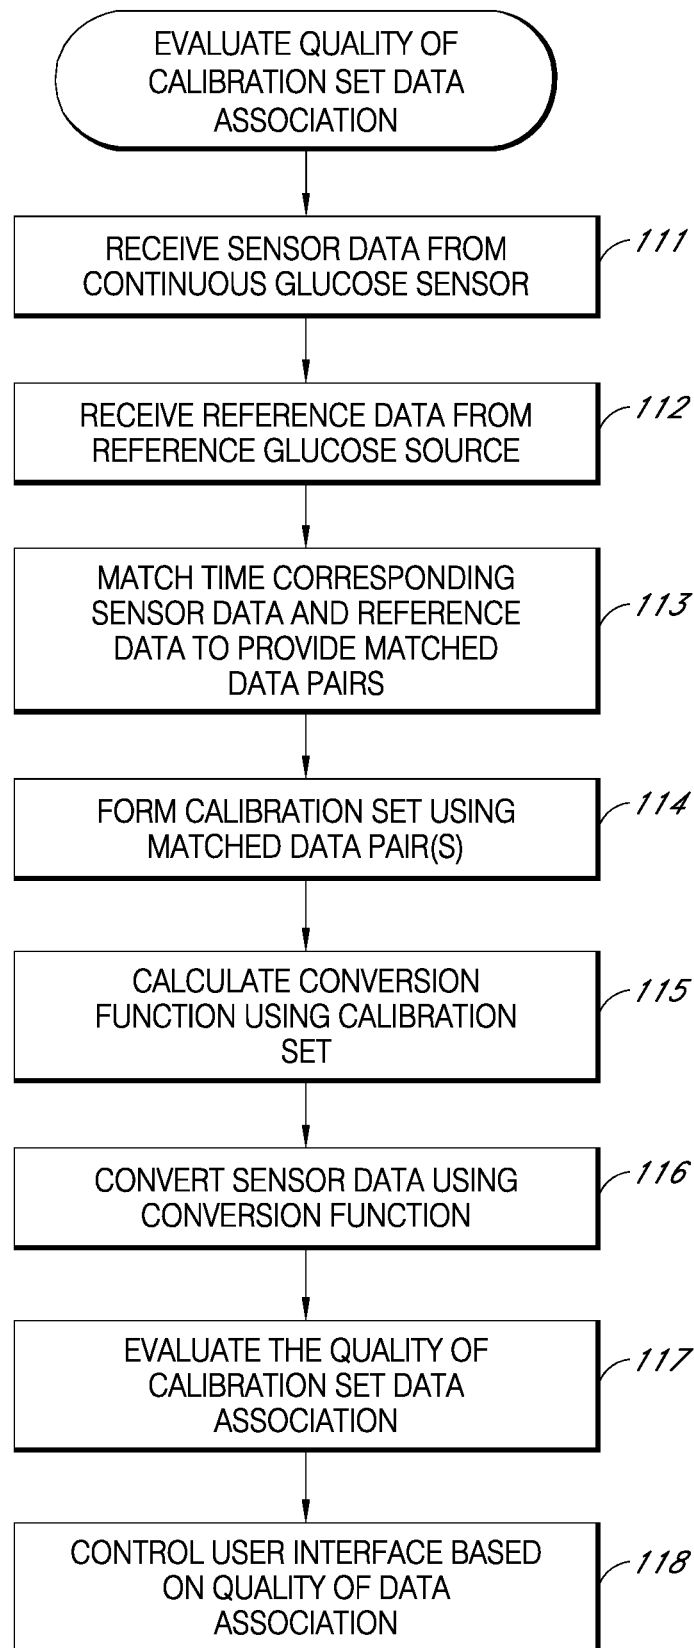 EVALUATE QUALITY OF
CALIBRATION SET DATA
ASSOCIATION
RECEIVE SENSOR DATA FROM
CONTINUOUS GLUCOSE SENSOR
111
RECEIVE REFERENCE DATA FROM
REFERENCE GLUCOSE SOURCE
112
MATCH TIME CORRESPONDING
SENSOR DATA AND REFERENCE
DATA TO PROVIDE MATCHED
DATA PAIRS
113
FORM CALIBRATION SET USING
MATCHED DATA PAIR(S)
114
CALCULATE CONVERSION
FUNCTION USING CALIBRATION
SET
115
CONVERT SENSOR DATA USING
CONVERSION FUNCTION
116
EVALUATE THE QUALITY OF
CALIBRATION SET DATA
ASSOCIATION
117
CONTROL USER INTERFACE BASED
ON QUALITY OF DATA
ASSOCIATION
118